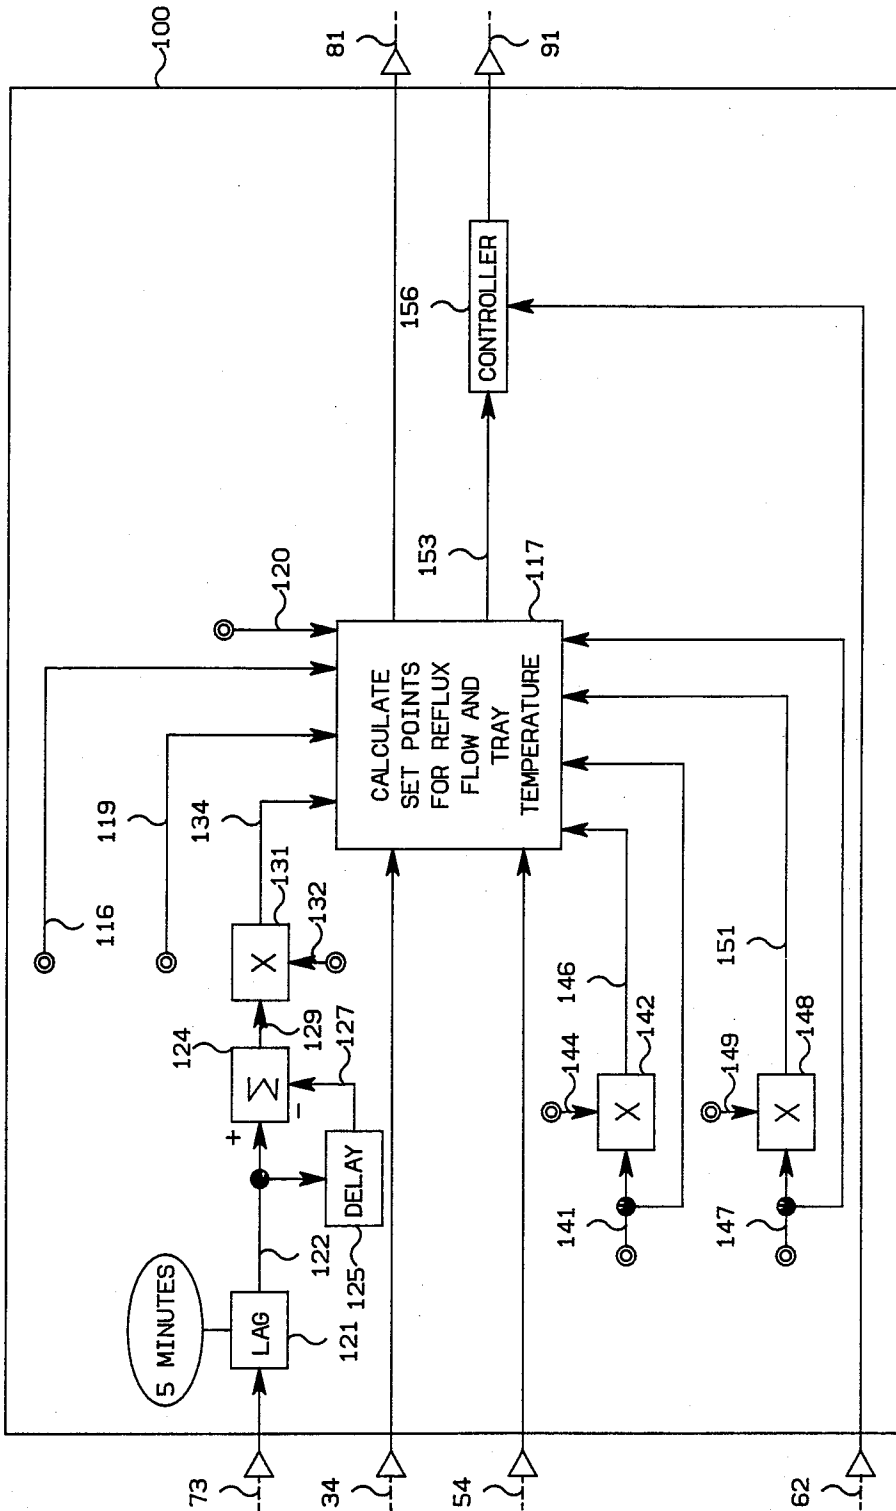 100
116
119
120
5 MINUTES
124
134
LAG
Σ
X
131
+
-
129
132
73
121
122
DELAY
127
125
34
81
CALCULATE
SET POINTS
FOR REFLUX
FLOW AND
TRAY
TEMPERATURE
156
153
CONTROLLER
91
117
54
144
141
X
146
142
149
147
X
151
148
62